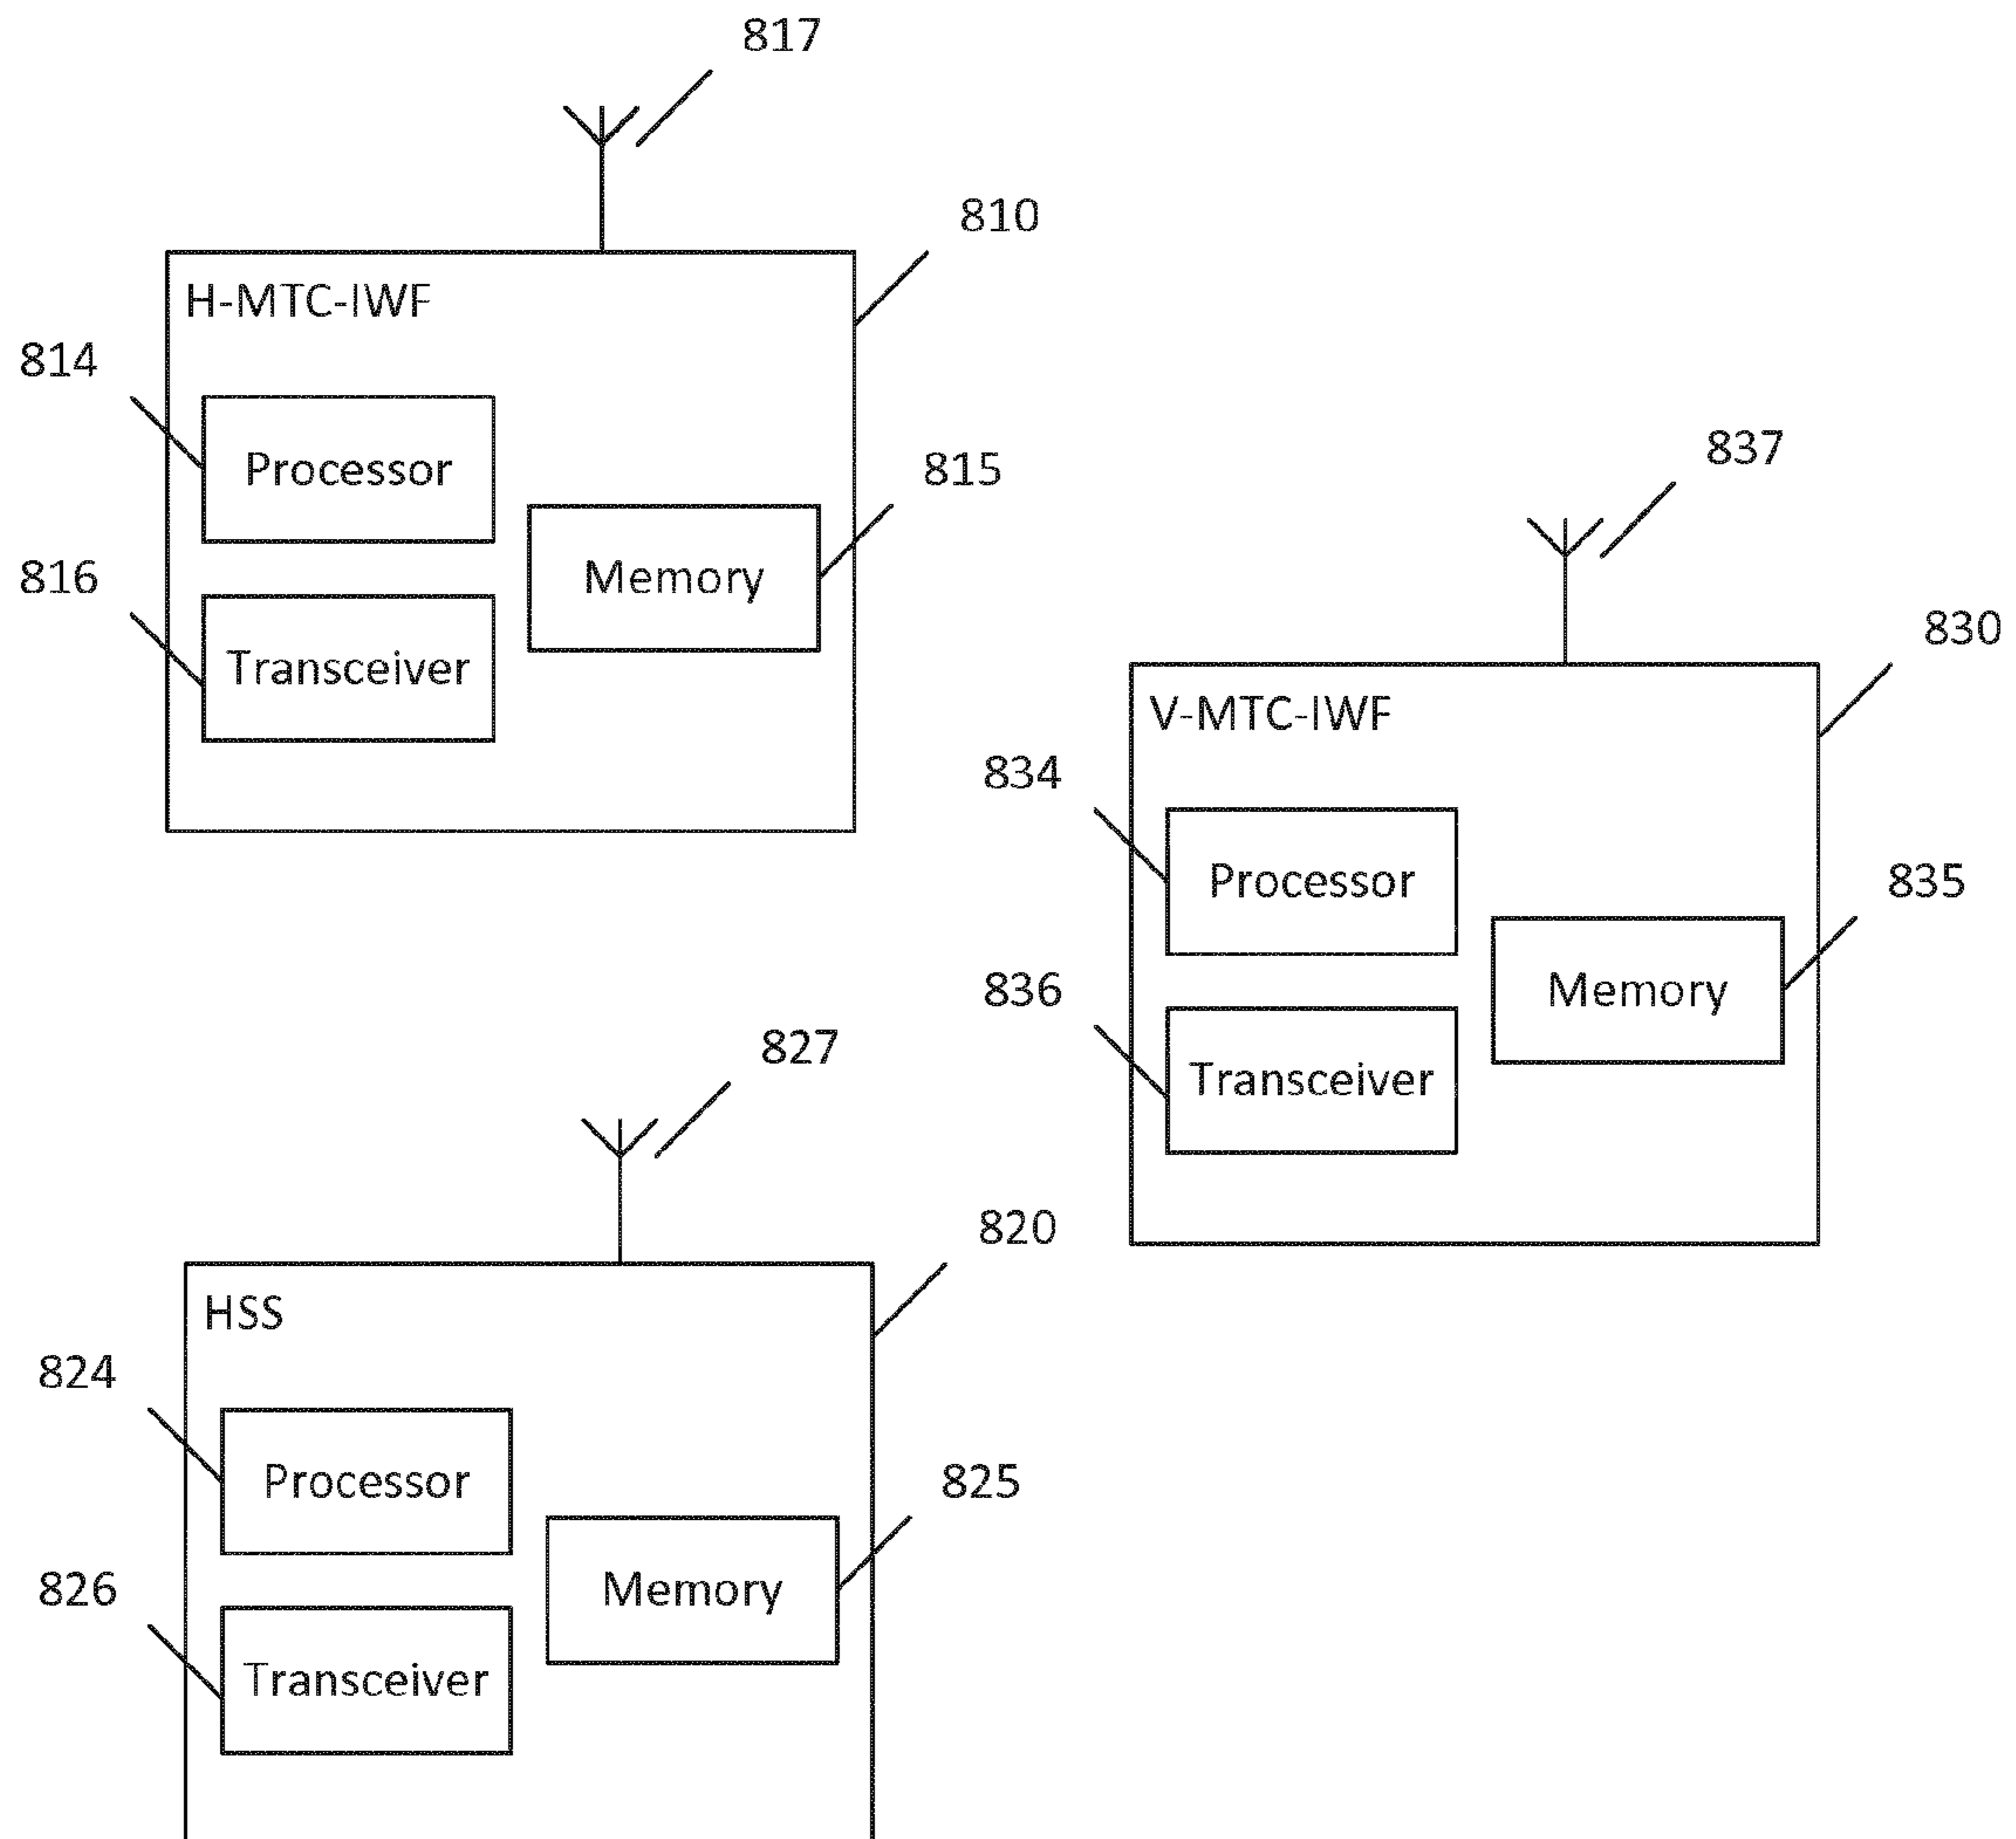 817
810
H-MTC-IWF
814
Processor
815
Memory
816
Transceiver
837
830
V-MTC-IWF
834
Processor
835
Memory
836
Transceiver
827
820
HSS
824
Processor
825
Memory
826
Transceiver